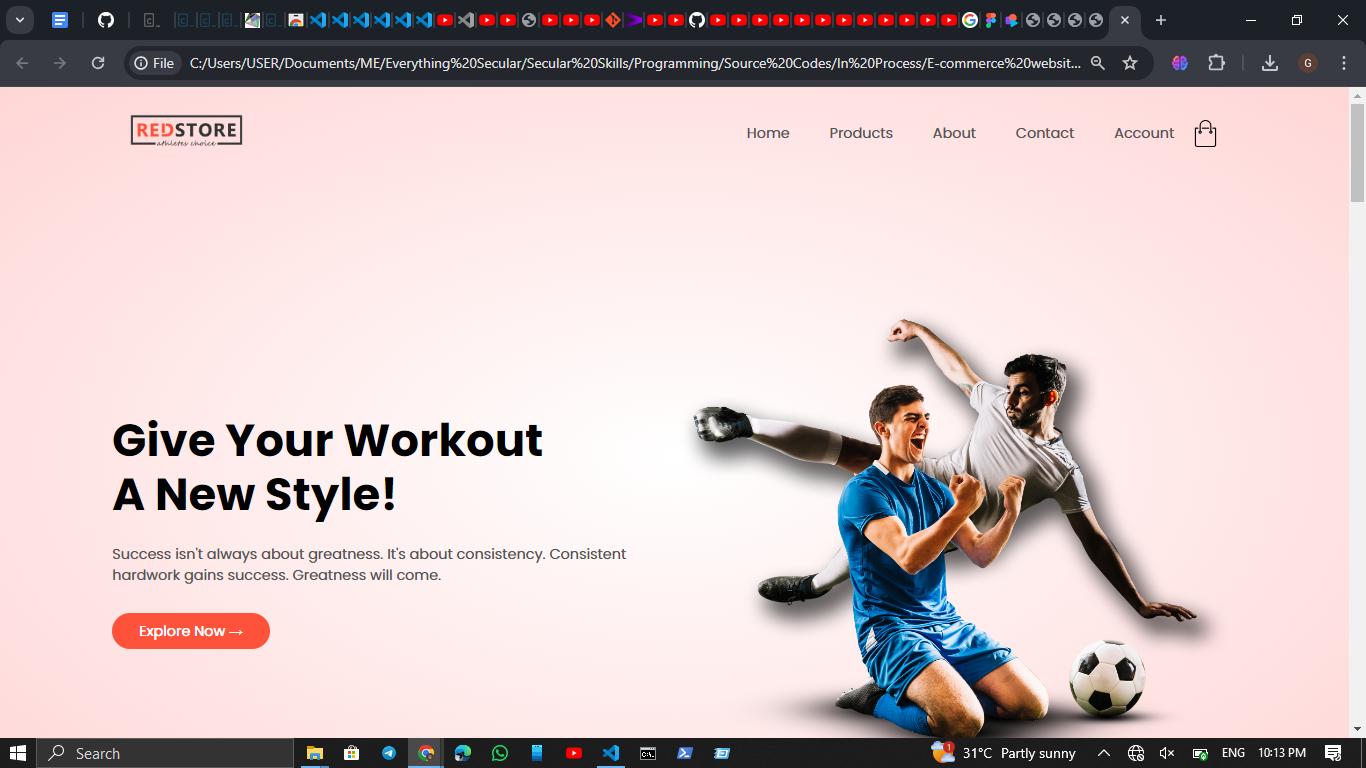 File
C:/Users/USER/Documents/ME/Everything%20Secular/Secular%20Skills/Programming/Source%20Codes/In%20Process/E-commerce%20websit...
G
REDSTORE
athletes choice
Home Products About Contact Account
Give Your Workout
A New Style!
Success isn't always about greatness. It's about consistency. Consistent
hardwork gains success. Greatness will come.
Explore Now →
Search
1
31°C Partly sunny
ENG
10:13 PM